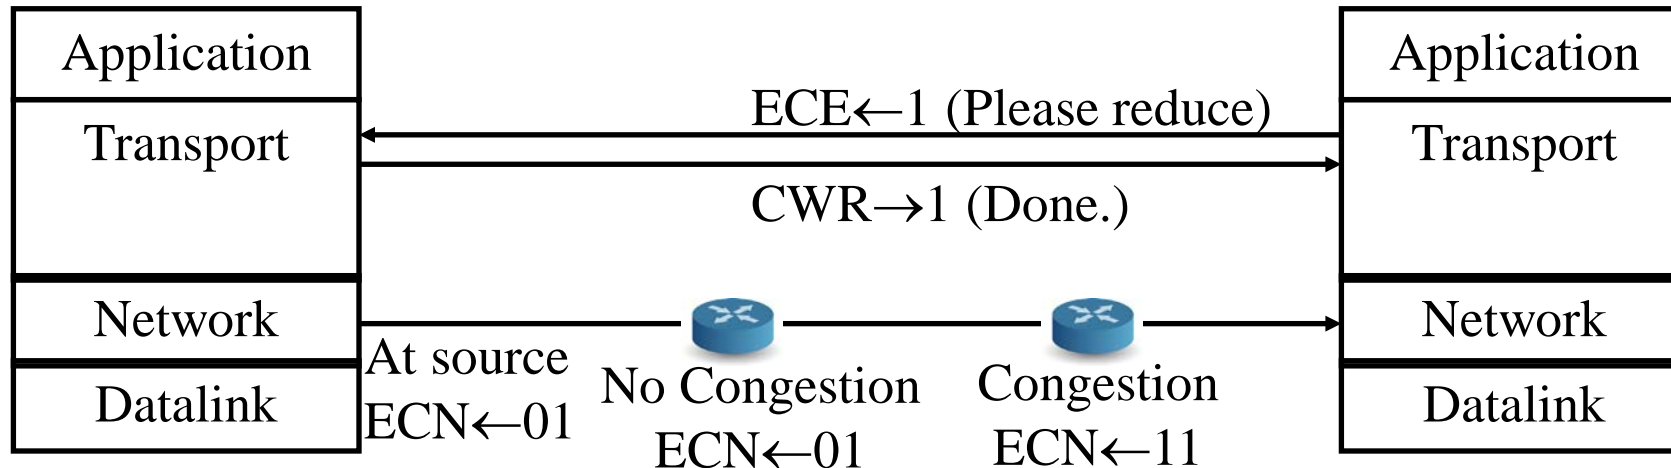 Application
Transport
Network
Datalink
ECE←1 (Please reduce)
CWR→1 (Done.)
At source
ECN←01
No Congestion
ECN←01
Congestion
ECN←11
Application
Transport
Network
Datalink